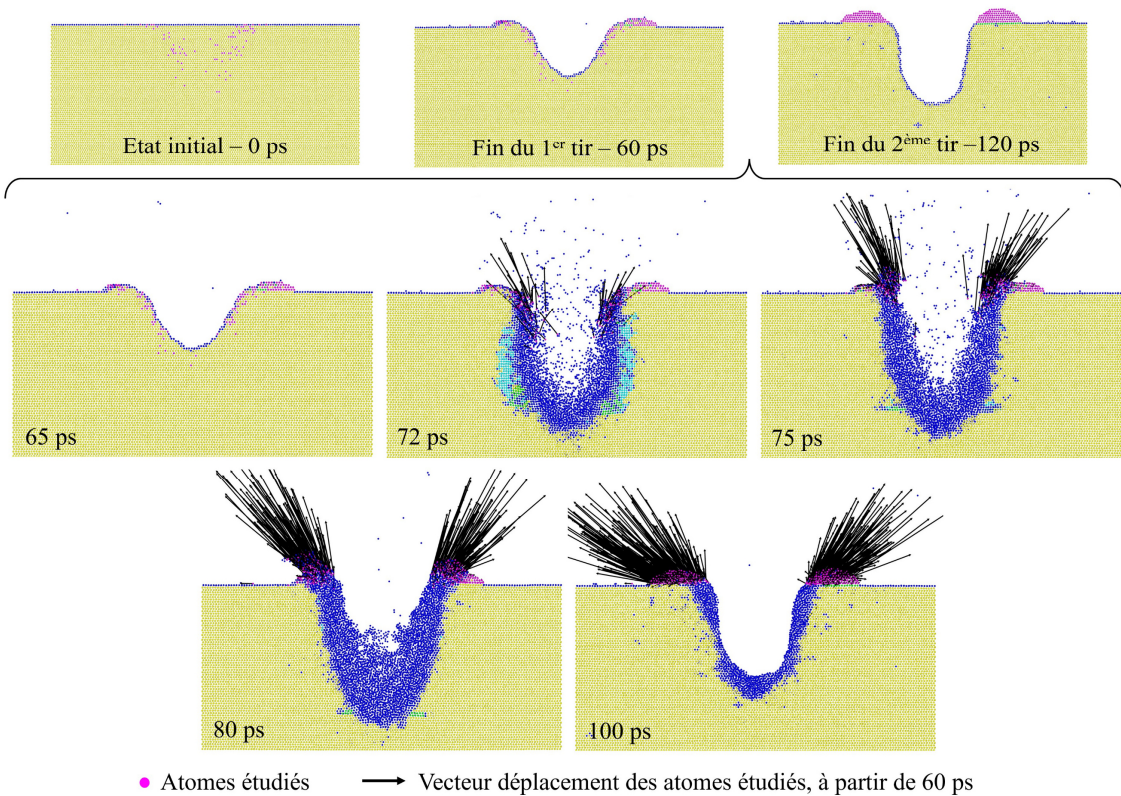 Etat initial – 0 ps
Fin du 1er tir – 60 ps
Fin du 2ème tir –120 ps
65 ps
72 ps
75 ps
80 ps
100 ps
Atomes étudiés
Vecteur déplacement des atomes étudiés, à partir de 60 ps